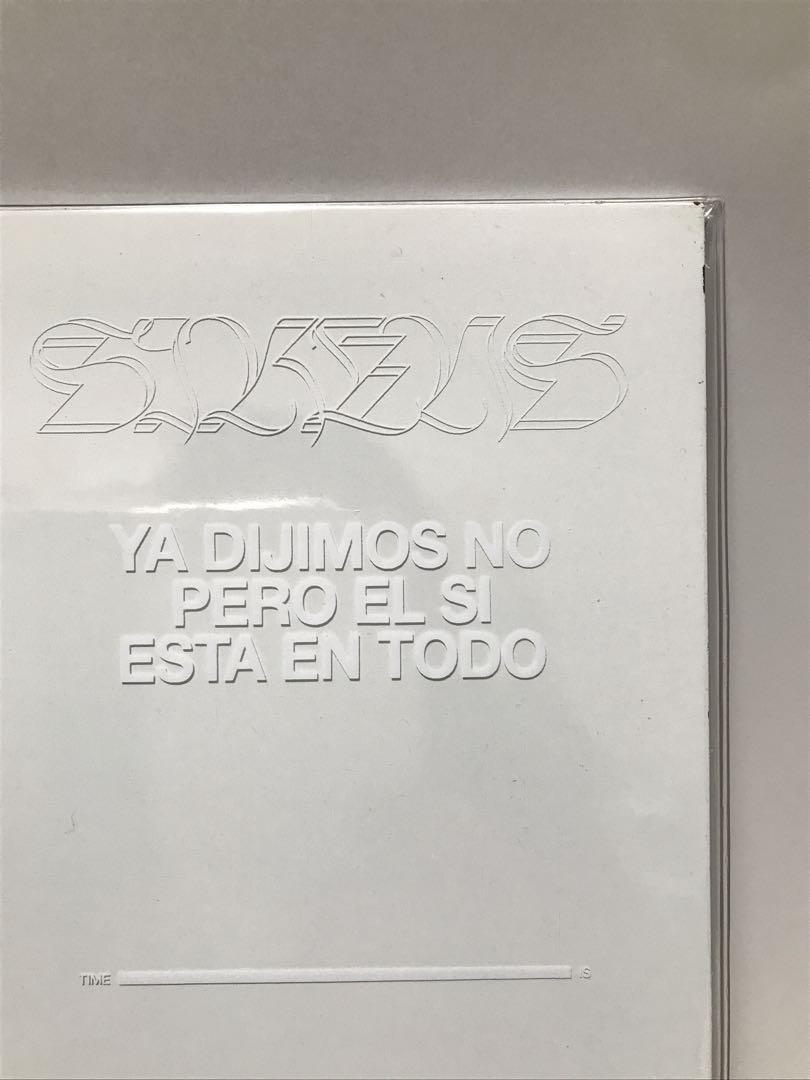 YA DIJIMOS NO
PERO EL SI
ESTA EN TODO
TIME IS